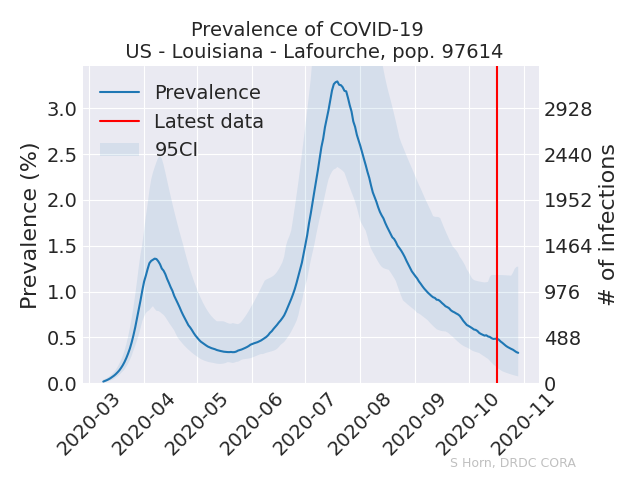 Prevalence of COVID-19
US - Louisiana - Lafourche, pop. 97614
Prevalence
Latest data
95CI
Prevalence (%)
3.0
2.5
2.0
1.5
1.0
0.5
0.0
2928
2440
1952
1464
976
488
0
# of infections
2020-03
2020-04
2020-05
2020-06
2020-07
2020-08
2020-09
2020-10
2020-11
S Horn, DRDC CORA